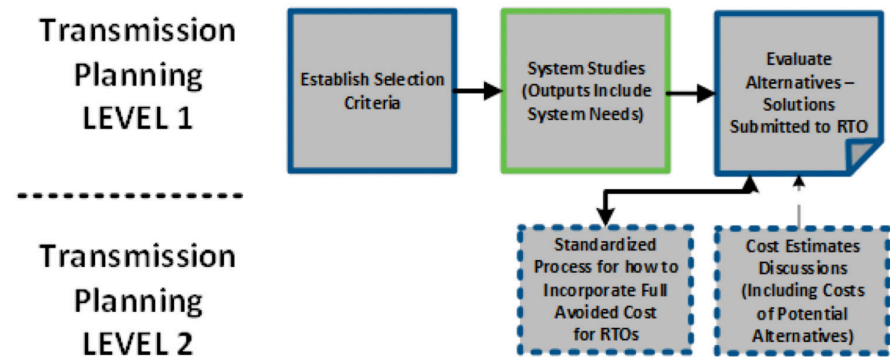 Transmission
Planning
LEVEL 1
Establish Selection
Criteria
System Studies
(Outputs Include
System Needs)
Evaluate
Alternatives –
Solutions
Submitted to RTO
Transmission
Planning
LEVEL 2
Standardized
Process for how to
Incorporate Full
Avoided Cost
for RTOs
Cost Estimates
Discussions
(Including Costs
of Potential
Alternatives)